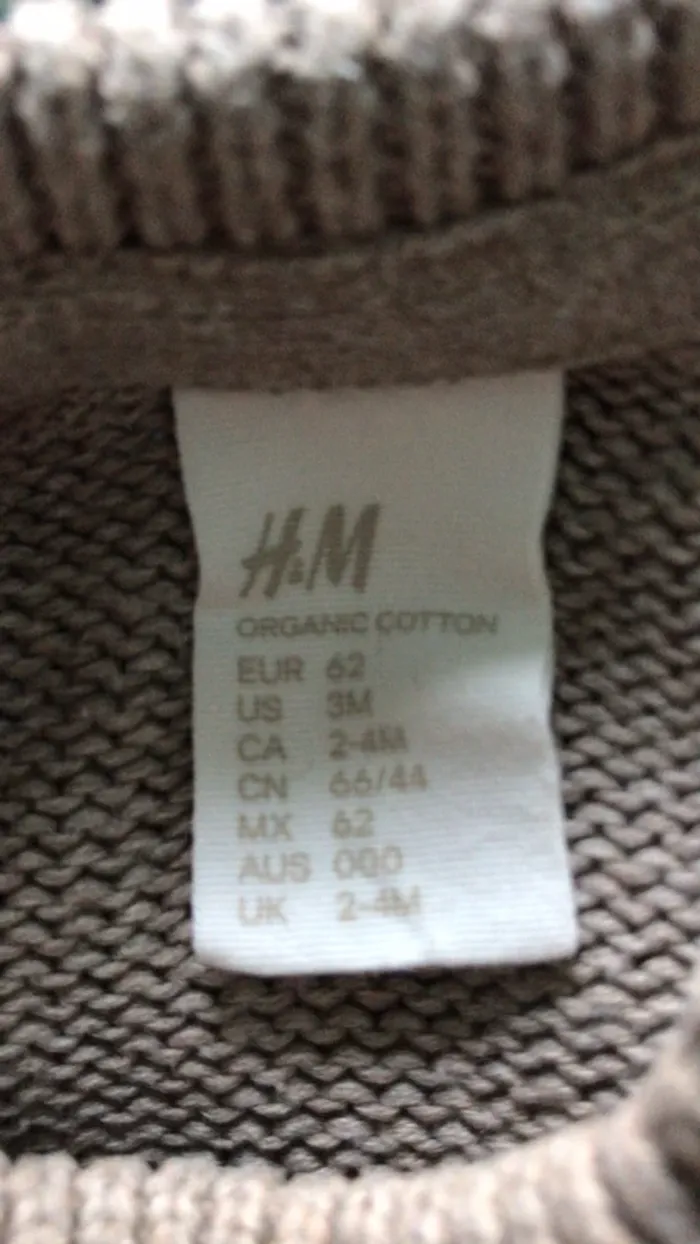 H&M
ORGANIC COTTON
EUR 62
US 3M
CA 2-4M
CN 66/44
MX 62
AUS 000
UK 2-4M